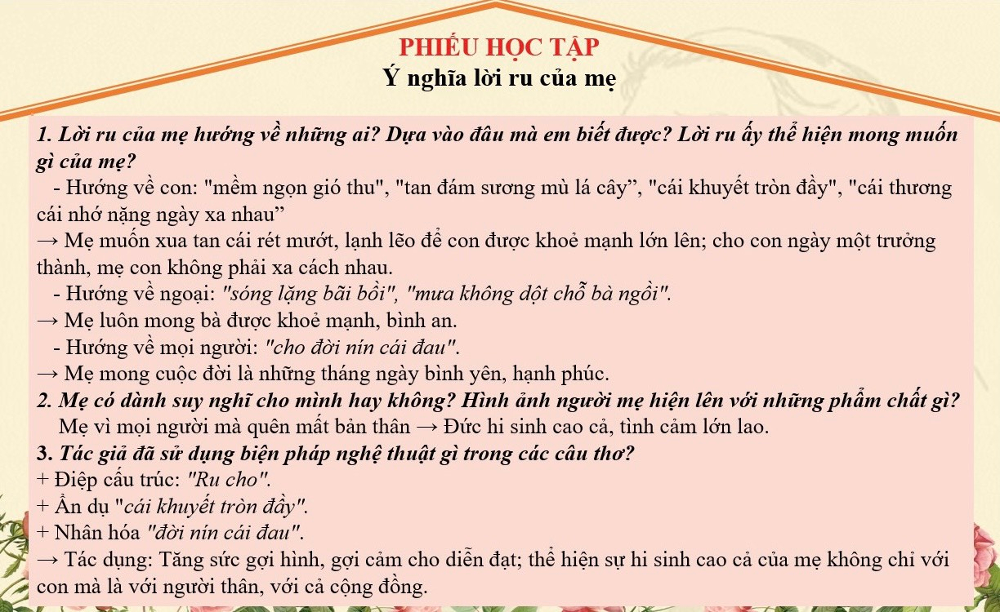 PHIẾU HỌC TẬP
Ý nghĩa lời ru của mẹ
1. Lời ru của mẹ hướng về những ai? Dựa vào đâu mà em biết được? Lời ru ấy thể hiện mong muốn
gì của mẹ?
- Hướng về con: "mềm ngọn gió thu", "tan đám sương mù lá cây”, "cái khuyết tròn đầy", "cái thương
cái nhớ nặng ngày xa nhau”
→ Mẹ muốn xua tan cái rét mướt, lạnh lẽo để con được khoẻ mạnh lớn lên; cho con ngày một trưởng
thành, mẹ con không phải xa cách nhau.
- Hướng về ngoại: "sóng lặng bãi bồi", "mưa không dột chỗ bà ngồi".
→ Mẹ luôn mong bà được khoẻ mạnh, bình an.
- Hướng về mọi người: "cho đời nín cái đau".
→ Mẹ mong cuộc đời là những tháng ngày bình yên, hạnh phúc.
2. Mẹ có dành suy nghĩ cho mình hay không? Hình ảnh người mẹ hiện lên với những phẩm chất gì?
Mẹ vì mọi người mà quên mất bản thân → Đức hi sinh cao cả, tình cảm lớn lao.
3. Tác giả đã sử dụng biện pháp nghệ thuật gì trong các câu thơ?
+ Điệp cấu trúc: "Ru cho".
+ Ẩn dụ "cái khuyết tròn đầy".
+ Nhân hóa "đời nín cái đau".
→ Tác dụng: Tăng sức gợi hình, gợi cảm cho diễn đạt; thể hiện sự hi sinh cao cả của mẹ không chỉ với
con mà là với người thân, với cả cộng đồng.